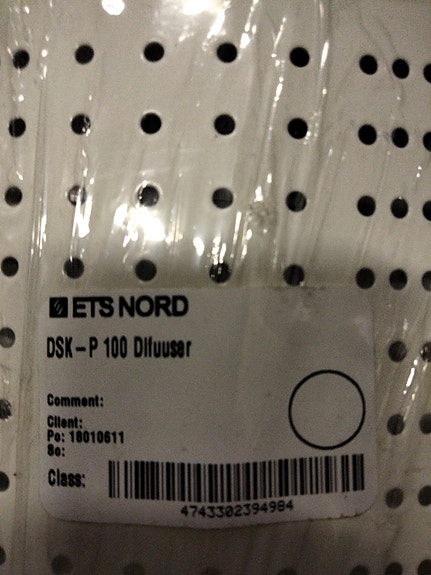 ETS NORD
DSK-P 100 Difuuser
Comment:
Client:
Po: 18010611
So:
Class:
4743302394984